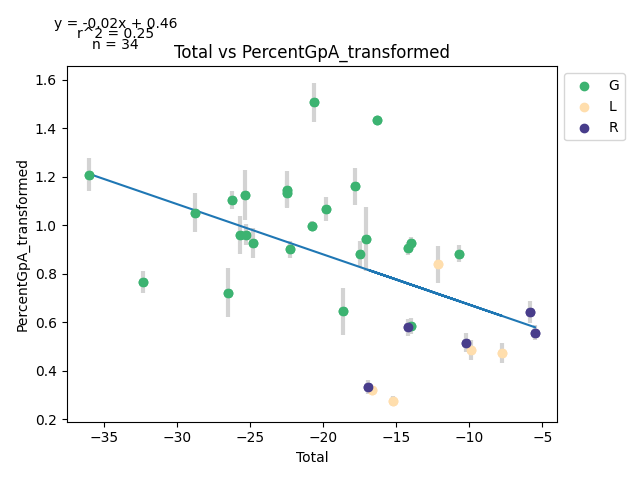 y = -0.02x + 0.46
r^2 = 0.25
n = 34
Total vs PercentGpA_transformed
G
L
R
PercentGpA_transformed
1.6
1.4
1.2
1.0
0.8
0.6
0.4
0.2
−35
−30
−25
−20
−15
−10
−5
Total